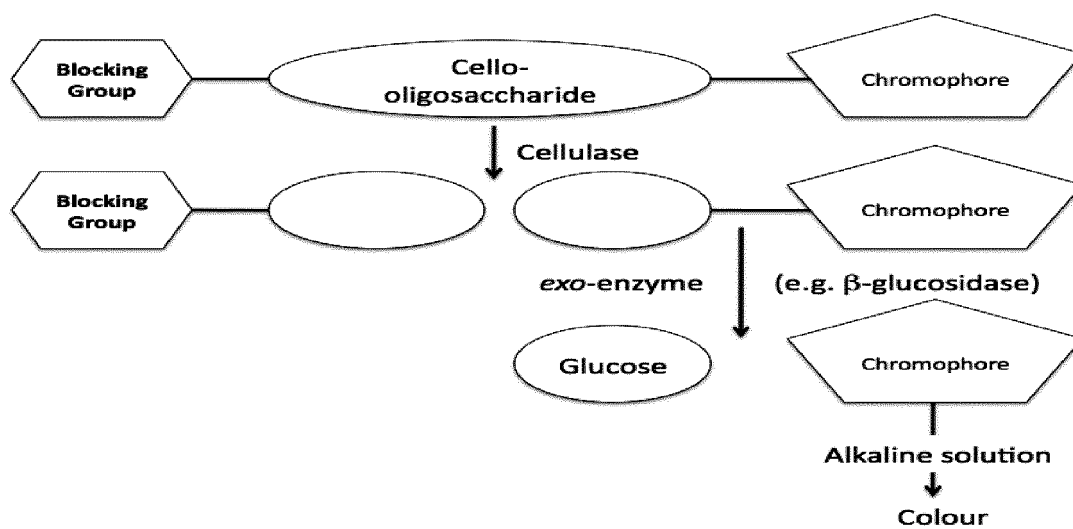 Blocking
Group
Cello-
oligosaccharide
Chromophore
Cellulase
Blocking
Group
Chromophore
exo-enzyme
(e.g. β-glucosidase)
Glucose
Chromophore
Alkaline solution
Colour